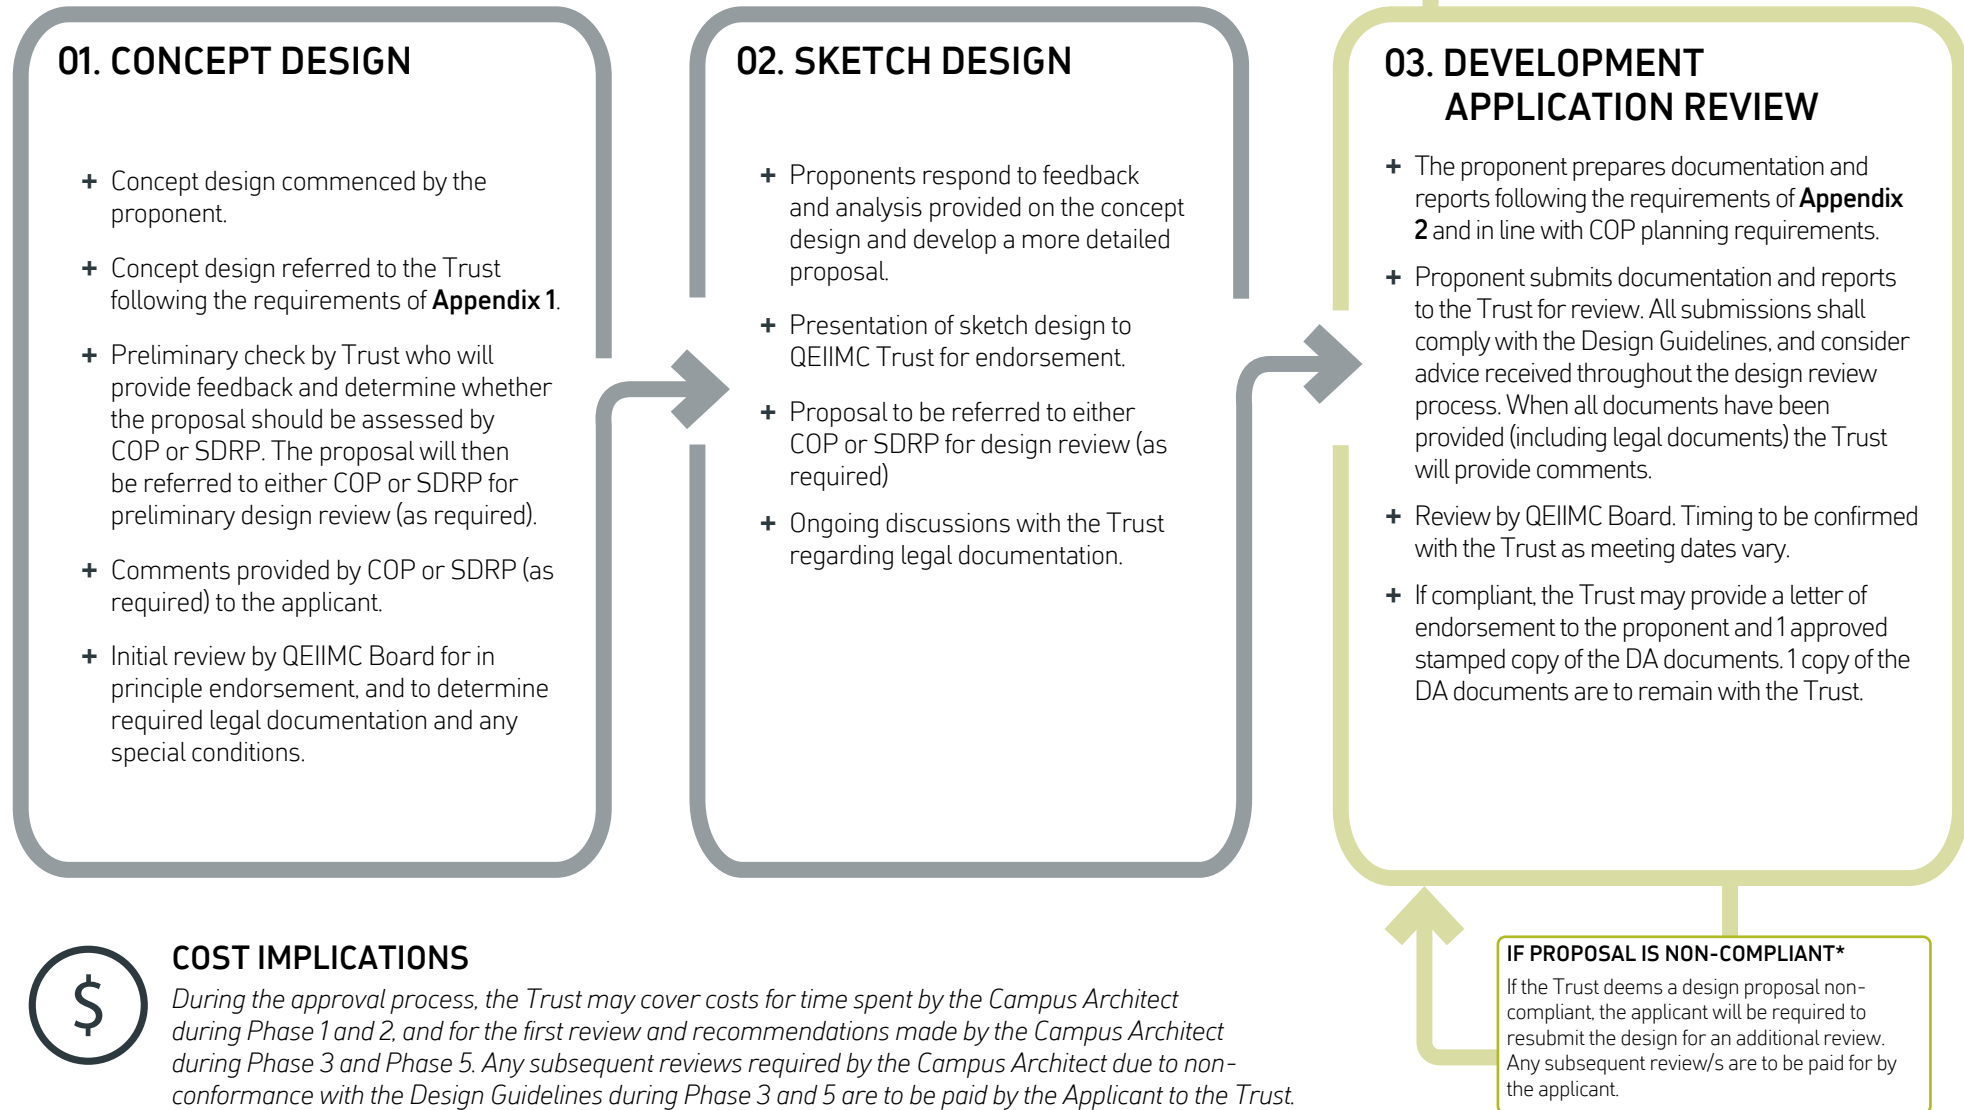 01. CONCEPT DESIGN
+ Concept design commenced by the
proponent.
+ Concept design referred to the Trust
following the requirements of Appendix 1.
+ Preliminary check by Trust who will
provide feedback and determine whether
the proposal should be assessed by
COP or SDRP. The proposal will then
be referred to either COP or SDRP for
preliminary design review (as required).
+ Comments provided by COP or SDRP (as
required) to the applicant.
+ Initial review by QEIIMC Board for in
principle endorsement, and to determine
required legal documentation and any
special conditions.
02. SKETCH DESIGN
+ Proponents respond to feedback
and analysis provided on the concept
design and develop a more detailed
proposal.
+ Presentation of sketch design to
QEIIMC Trust for endorsement.
+ Proposal to be referred to either
COP or SDRP for design review (as
required)
+ Ongoing discussions with the Trust
regarding legal documentation.
03. DEVELOPMENT
APPLICATION REVIEW
+ The proponent prepares documentation and
reports following the requirements of Appendix
2 and in line with COP planning requirements.
+ Proponent submits documentation and reports
to the Trust for review. All submissions shall
comply with the Design Guidelines, and consider
advice received throughout the design review
process. When all documents have been
provided (including legal documents) the Trust
will provide comments.
+ Review by QEIIMC Board. Timing to be confirmed
with the Trust as meeting dates vary.
+ If compliant, the Trust may provide a letter of
endorsement to the proponent and 1 approved
stamped copy of the DA documents. 1 copy of the
DA documents are to remain with the Trust.
$
COST IMPLICATIONS
During the approval process, the Trust may cover costs for time spent by the Campus Architect
during Phase 1 and 2, and for the first review and recommendations made by the Campus Architect
during Phase 3 and Phase 5. Any subsequent reviews required by the Campus Architect due to non-
conformance with the Design Guidelines during Phase 3 and 5 are to be paid by the Applicant to the Trust.
IF PROPOSAL IS NON-COMPLIANT*
If the Trust deems a design proposal non-
compliant, the applicant will be required to
resubmit the design for an additional review.
Any subsequent review/s are to be paid for by
the applicant.